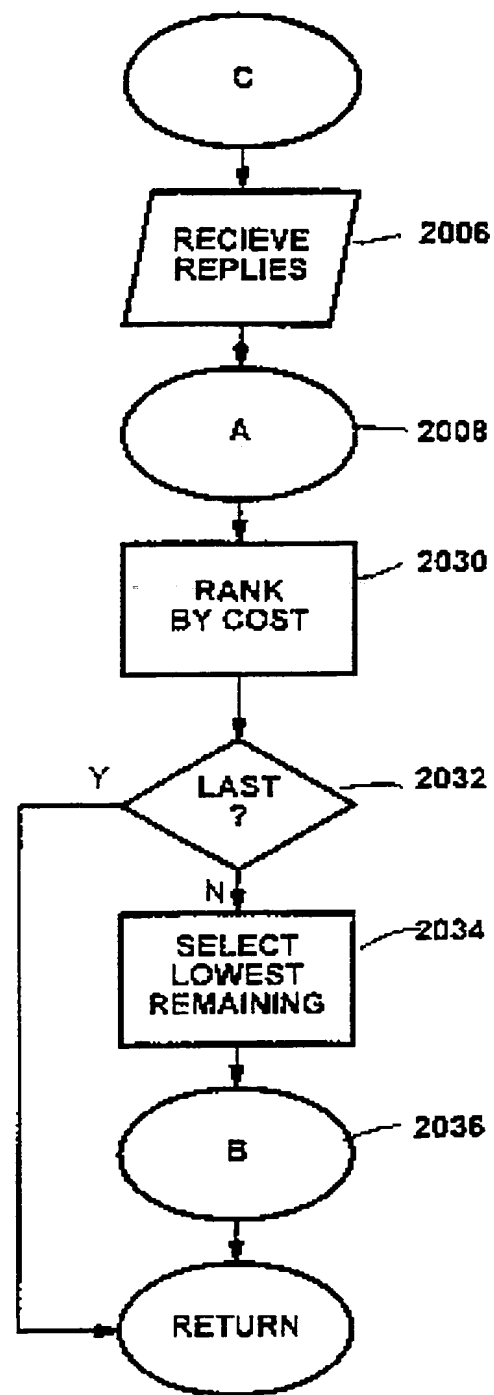 C
RECIEVE
REPLIES
2006
A
2008
RANK
BY COST
2030
LAST
?
2032
Y
N
SELECT
LOWEST
REMAINING
2034
B
2036
RETURN